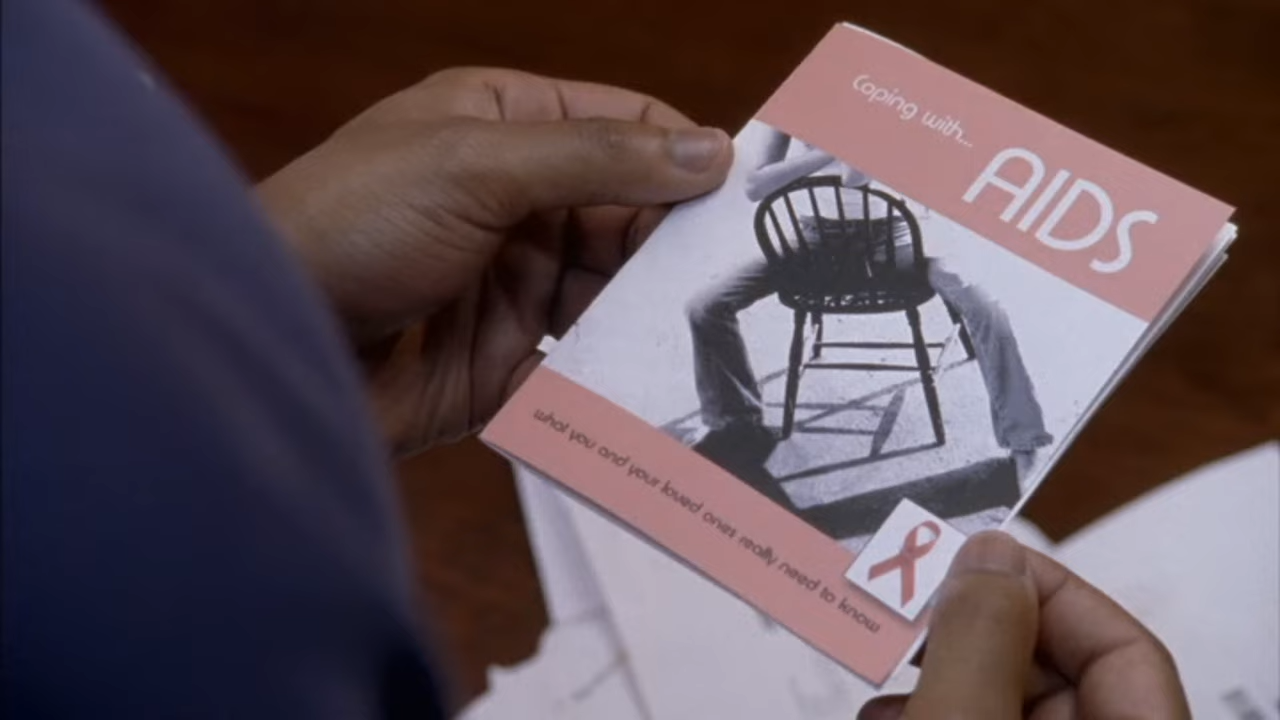 Coping with...
AIDS
what you and your loved ones really need to know